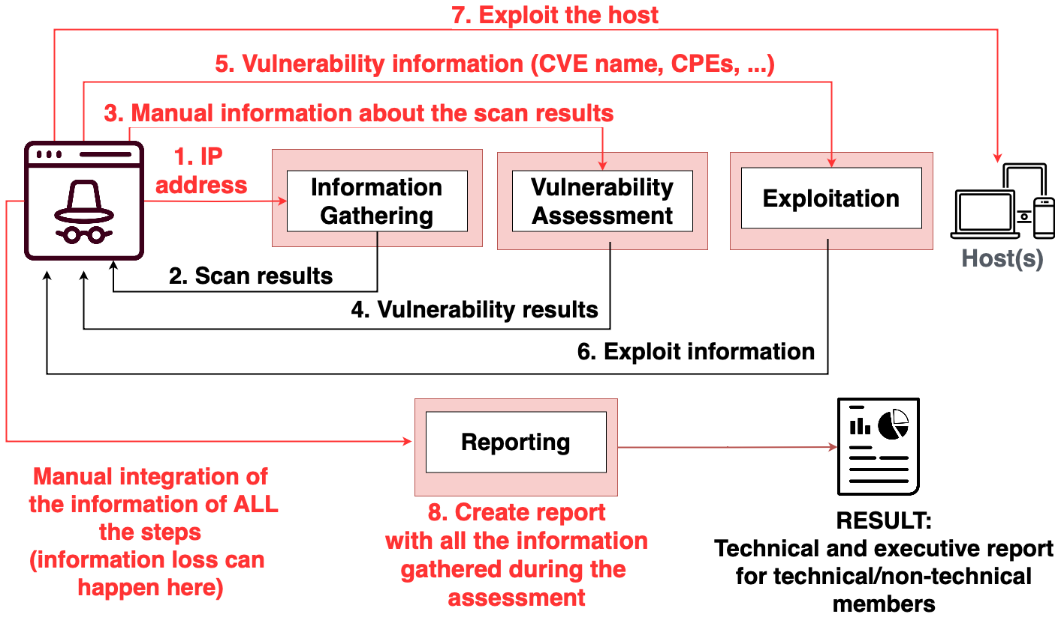 7. Exploit the host
5. Vulnerability information (CVE name, CPEs, ...)
3. Manual information about the scan results
1. IP
address
Information
Gathering
Vulnerability
Assessment
Exploitation
Host(s)
2. Scan results
4. Vulnerability results
6. Exploit information
Reporting
Manual integration of
the information of ALL
the steps
(information loss can
happen here)
8. Create report
with all the information
gathered during the
assessment
RESULT:
Technical and executive report
for technical/non-technical
members